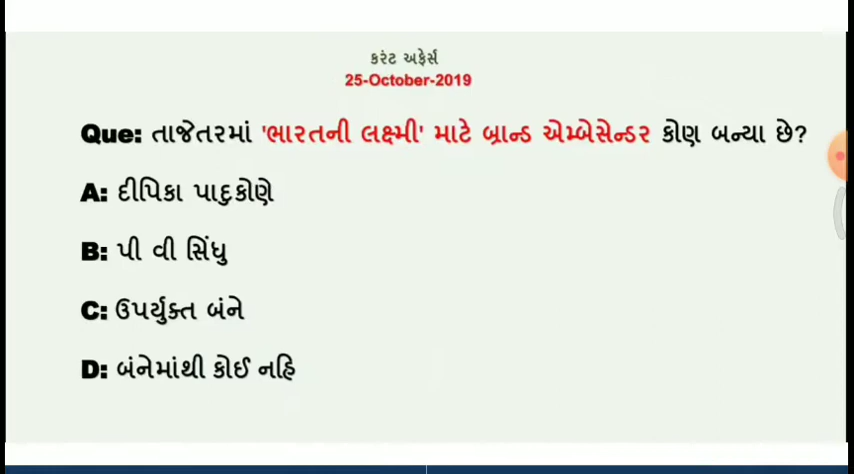 કરંટ અફેર્સ
25-October-2019
Que: તાજેતરમાં 'ભારતની લક્ષ્મી' માટે બ્રાન્ડ એમ્બેસેન્ડર કોણ બન્યા છે?
A: દીપિકા પાદુકોણે
B: પી વી સિંધુ
C: ઉપર્યુક્ત બંને
D: બંનેમાંથી કોઈ નહિ